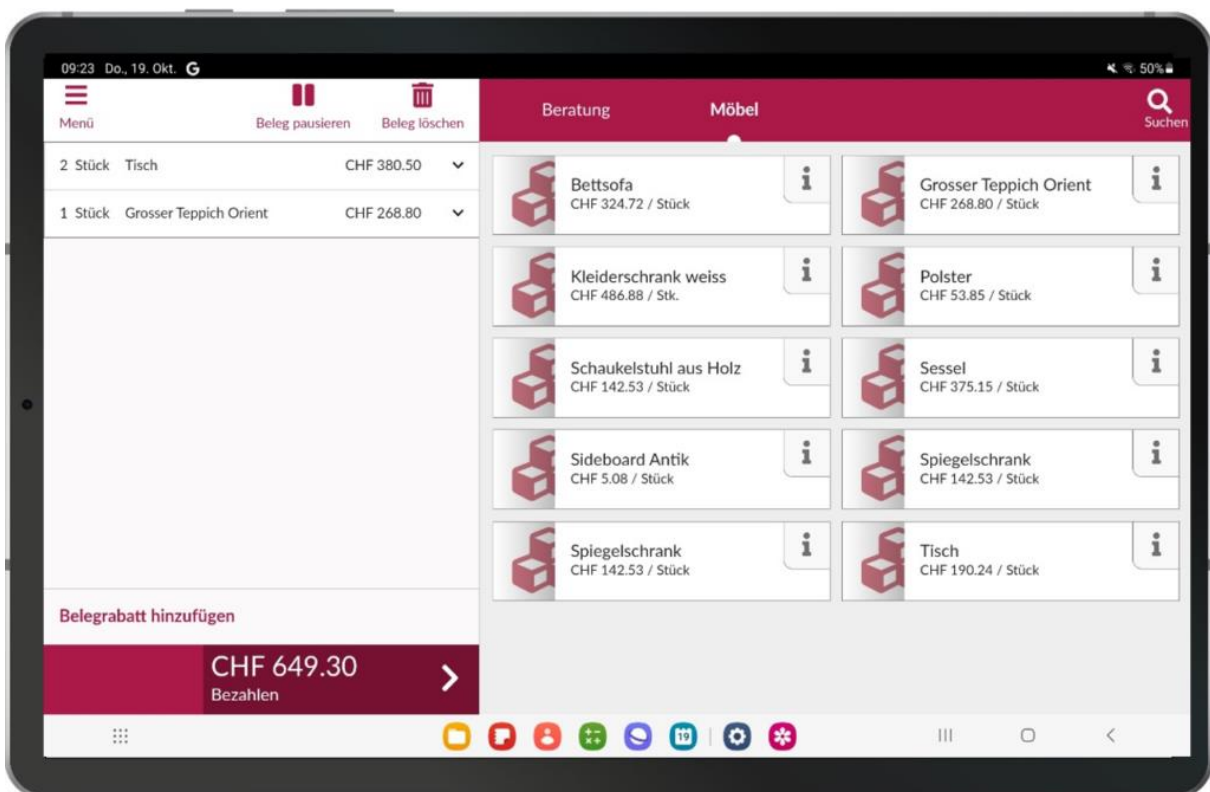 09:23 Do., 19. Okt. G
50%
Menü
Beleg pausieren
Beleg löschen
Beratung
Möbel
Suchen
2 Stück Tisch CHF 380.50
1 Stück Grosser Teppich Orient CHF 268.80
Belegrabatt hinzufügen
CHF 649.30
Bezahlen
Bettsofa
CHF 324.72 / Stück
i
Grosser Teppich Orient
CHF 268.80 / Stück
i
Kleiderschrank weiss
CHF 486.88 / Stk.
i
Polster
CHF 53.85 / Stück
i
Schaukelstuhl aus Holz
CHF 142.53 / Stück
i
Sessel
CHF 375.15 / Stück
i
Sideboard Antik
CHF 5.08 / Stück
i
Spiegelschrank
CHF 142.53 / Stück
i
Spiegelschrank
CHF 142.53 / Stück
i
Tisch
CHF 190.24 / Stück
i
19